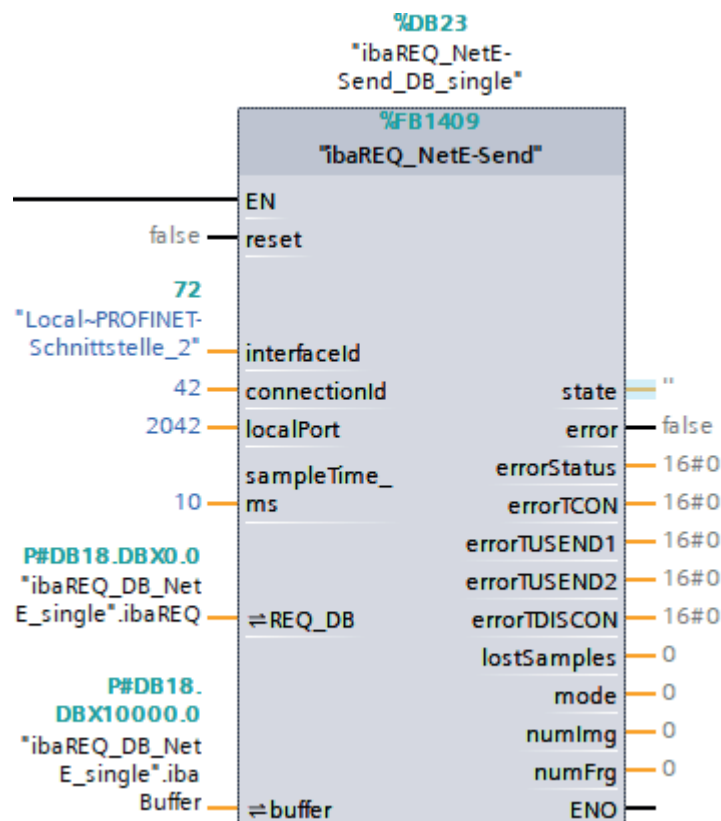 %DB23
"ibaREQ_NetE-
Send_DB_single"
%FB1409
"ibaREQ_NetE-Send"
EN
false reset
72
"Local~PROFINET-
Schnittstelle_2" interfaceId
42 connectionId state ''
2042 localPort error false
sampleTime_ errorStatus 16#0
10 ms errorTCON 16#0
errorTUSEND1 16#0
P#DB18.DBX0.0
"ibaREQ_DB_Net errorTUSEND2 16#0
E_single".ibaREQ ⇌REQ_DB errorTDISCON 16#0
lostSamples 0
P#DB18. mode 0
DBX10000.0
"ibaREQ_DB_Net numImg 0
E_single".iba numFrg 0
Buffer ⇌buffer ENO